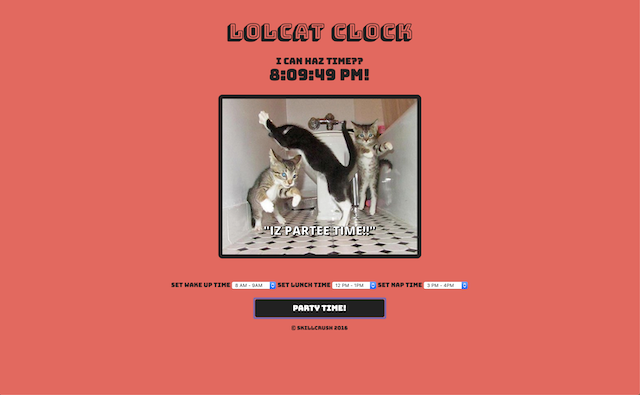 LOLCAT CLOCK
I CAN HAZ TIME??
8:09:49 PM!
"IZ PARTEE TIME!!"
SET WAKE UP TIME 8 AM - 9AM SET LUNCH TIME 12 PM - 1PM SET NAP TIME 3 PM - 4PM
PARTY TIME!
© SKILLCRUSH 2016